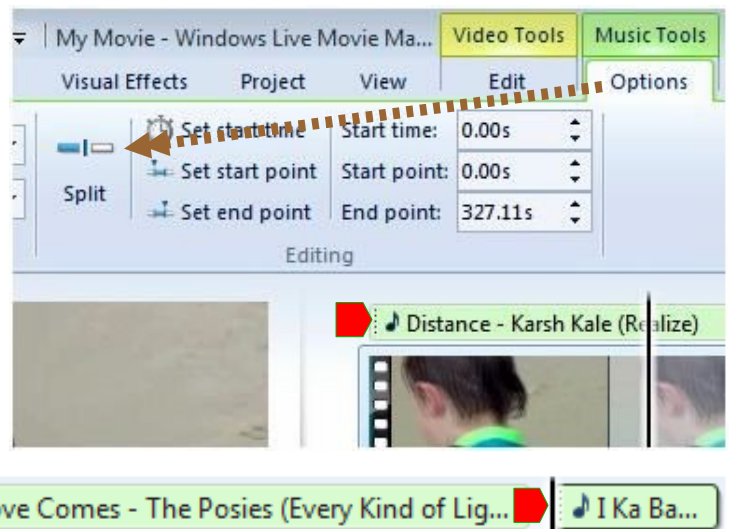 My Movie - Windows Live Movie Ma... Video Tools Music Tools
Visual Effects Project View Edit Options
Set start time Start time: 0.00s
Split Set start point Start point: 0.00s
Set end point End point: 327.11s
Editing
Distance - Karsh Kale (Realize)
ove Comes - The Posies (Every Kind of Lig... I Ka Ba...